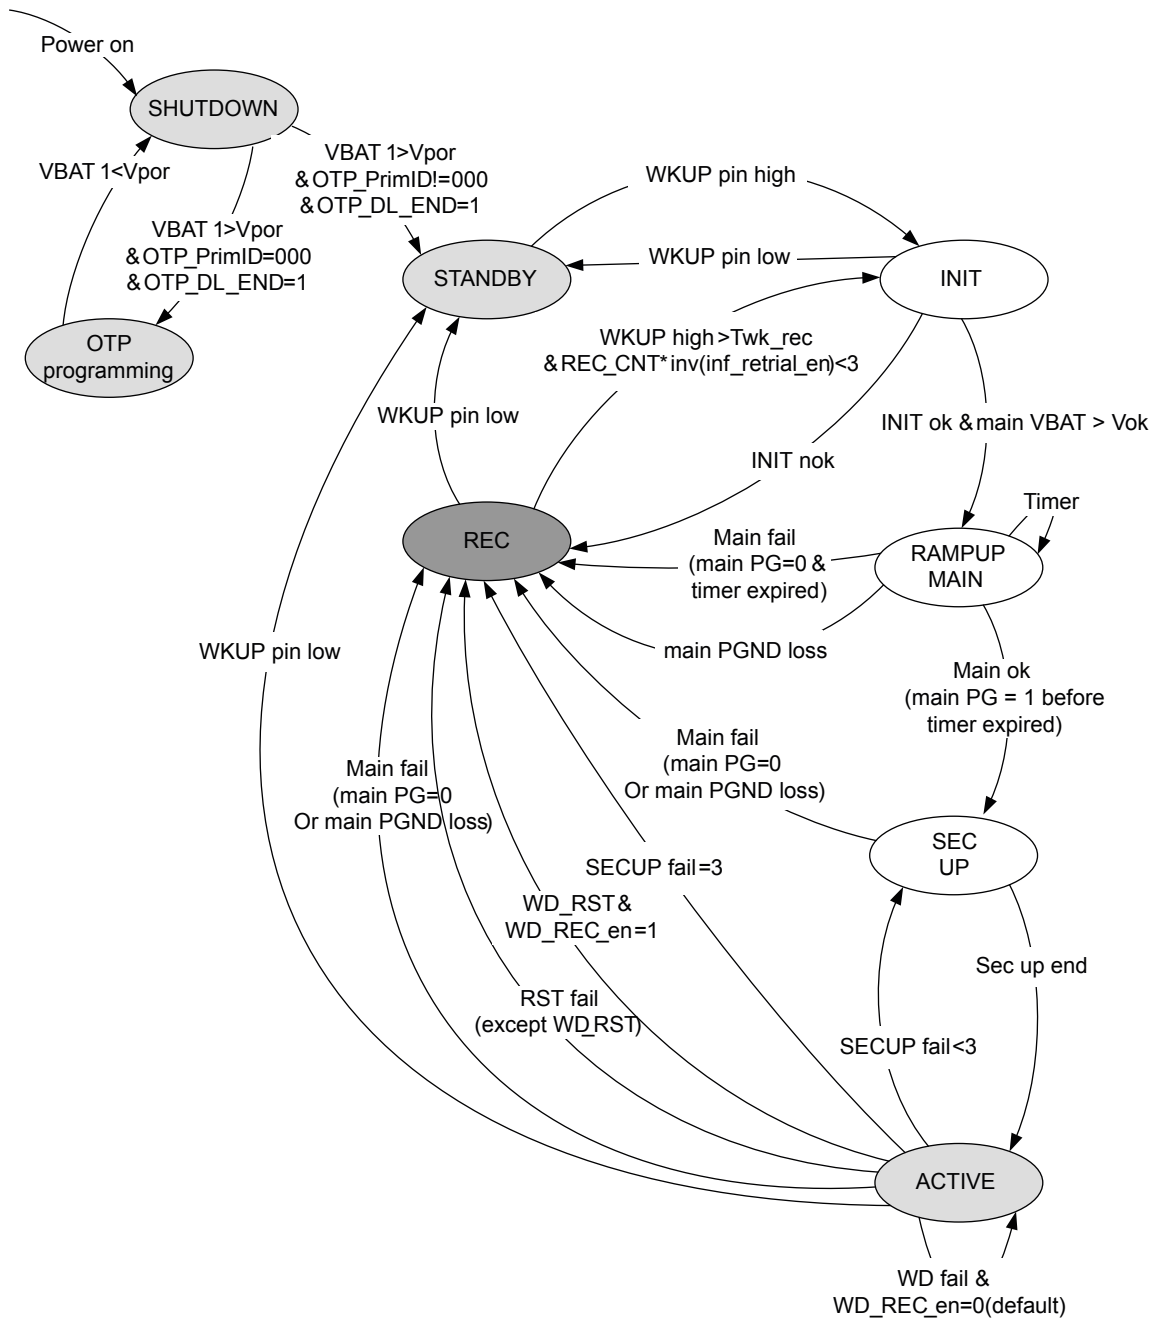 Power on
SHUTDOWN
VBAT 1<Vpor
VBAT 1>Vpor
& OTP_PrimID!=000
& OTP_DL_END=1
VBAT 1>Vpor
& OTP_PrimID=000
& OTP_DL_END=1
OTP
programming
WKUP pin high
STANDBY
WKUP pin low
INIT
WKUP high >Twk_rec
& REC_CNT* inv(inf_retrial_en)<3
WKUP pin low
INIT ok & main VBAT > Vok
INIT nok
Timer
REC
Main fail
(main PG=0 &
timer expired)
RAMPUP
MAIN
WKUP pin low
main PGND loss
Main ok
(main PG = 1 before
timer expired)
Main fail
(main PG=0
Or main PGND loss)
Main fail
(main PG=0
Or main PGND loss)
SEC
UP
SECUP fail=3
WD_RST &
WD_REC_en=1
Sec up end
RST fail
(except WD_RST)
SECUP fail<3
ACTIVE
WD fail &
WD_REC_en=0(default)